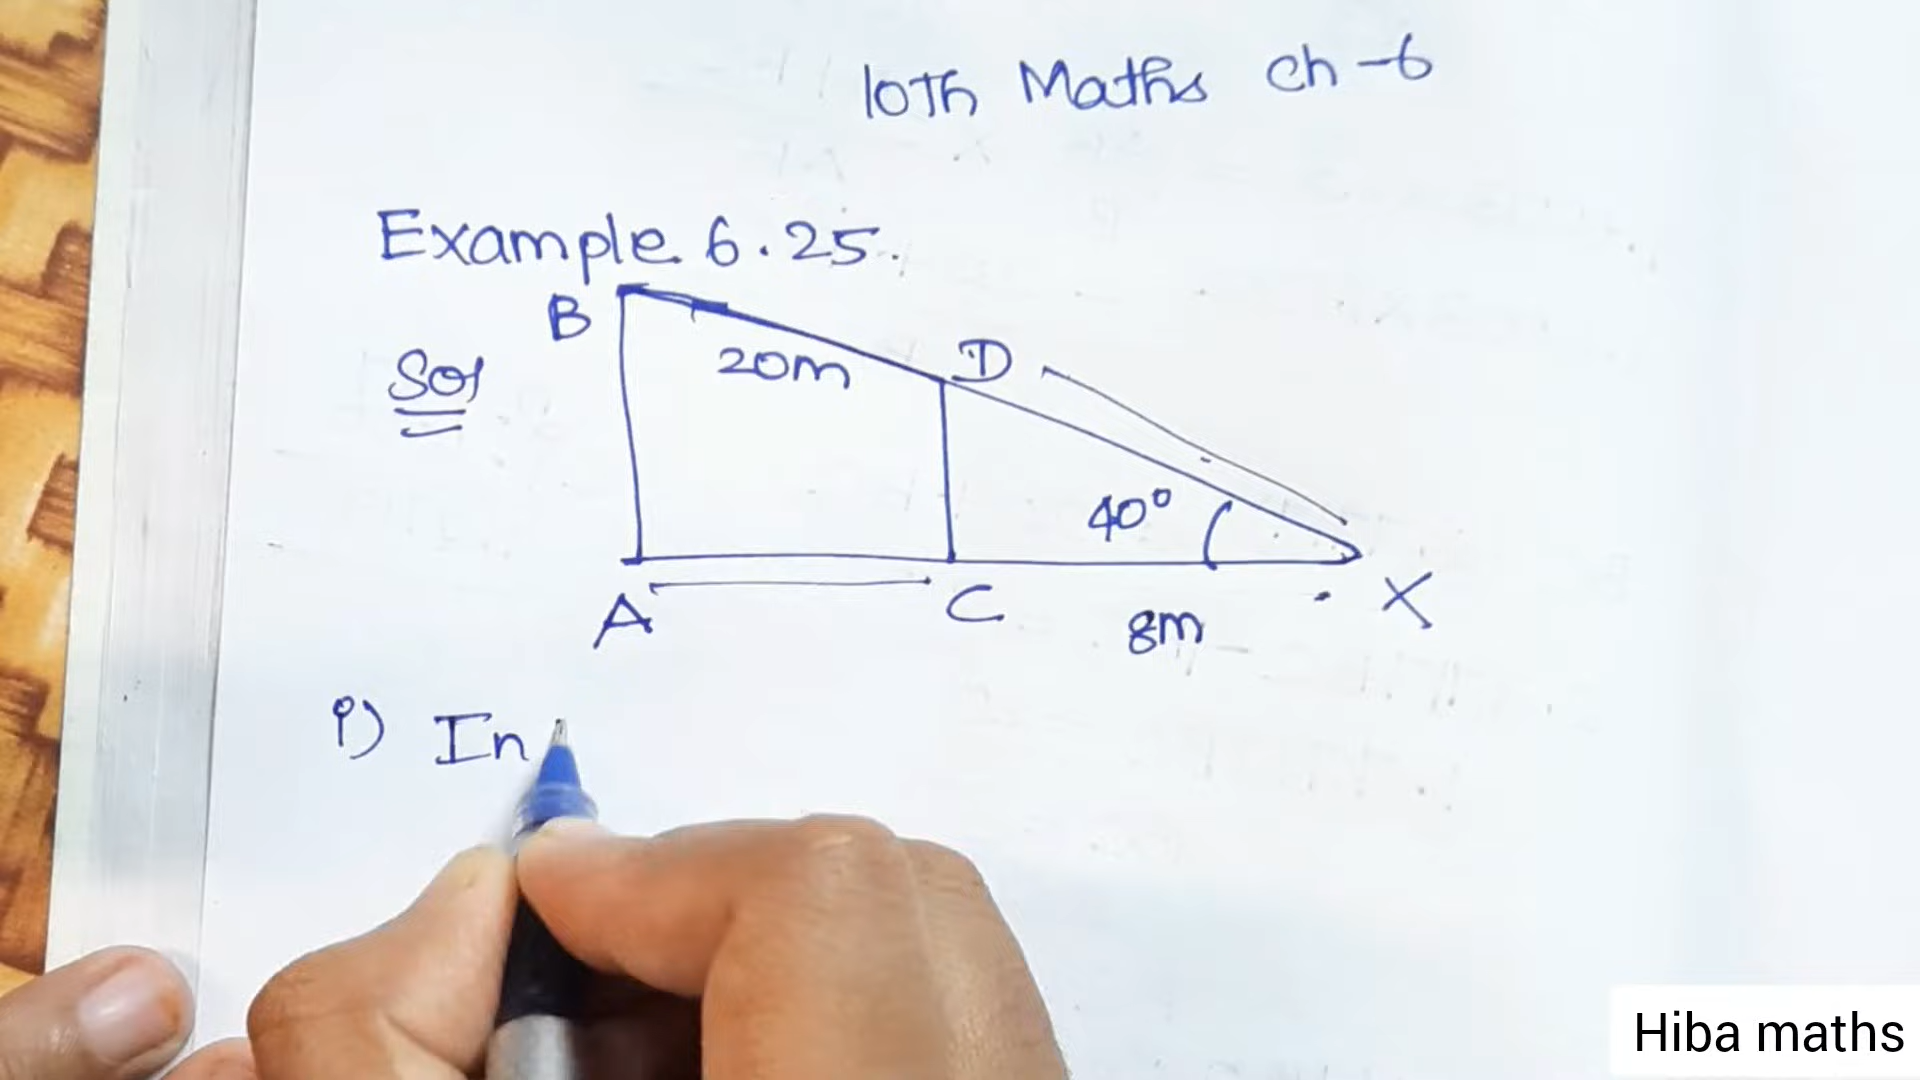 10Th Maths Ch-6
Example 6.25.
B
20m
D
Sol
40°
A
C
8m
X
i) In
Hiba maths